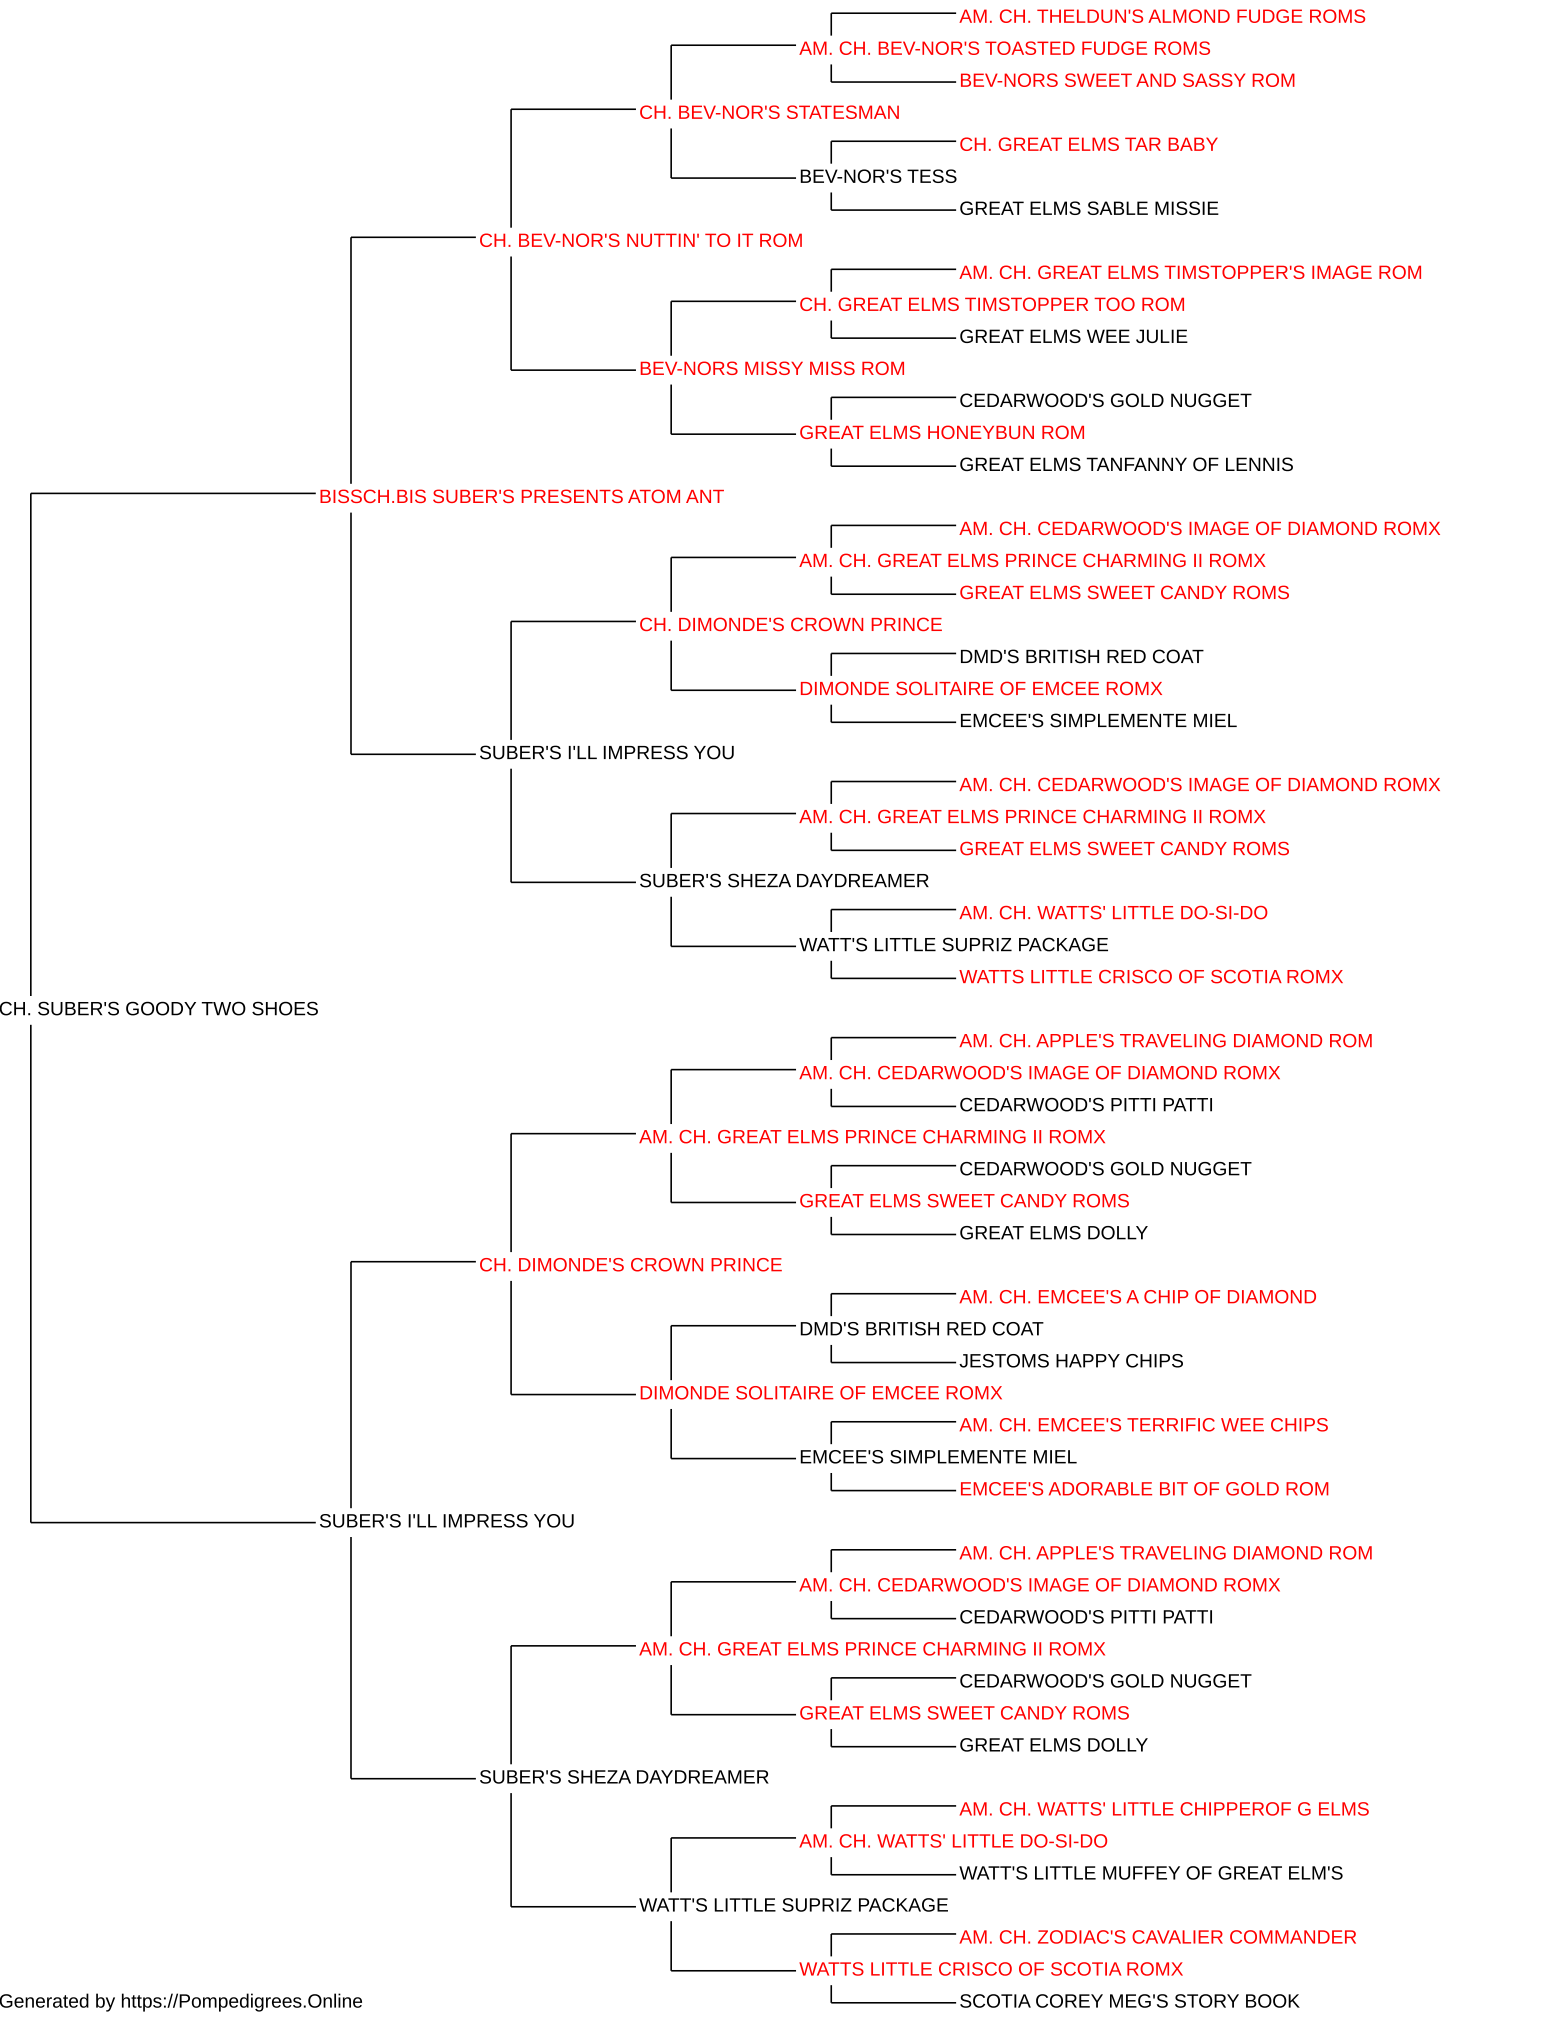 AM. CH. THELDUN'S ALMOND FUDGE ROMS
AM. CH. BEV-NOR'S TOASTED FUDGE ROMS
BEV-NORS SWEET AND SASSY ROM
CH. BEV-NOR'S STATESMAN
CH. GREAT ELMS TAR BABY
BEV-NOR'S TESS
GREAT ELMS SABLE MISSIE
CH. BEV-NOR'S NUTTIN' TO IT ROM
AM. CH. GREAT ELMS TIMSTOPPER'S IMAGE ROM
CH. GREAT ELMS TIMSTOPPER TOO ROM
GREAT ELMS WEE JULIE
BEV-NORS MISSY MISS ROM
CEDARWOOD'S GOLD NUGGET
GREAT ELMS HONEYBUN ROM
GREAT ELMS TANFANNY OF LENNIS
BISSCH.BIS SUBER'S PRESENTS ATOM ANT
AM. CH. CEDARWOOD'S IMAGE OF DIAMOND ROMX
AM. CH. GREAT ELMS PRINCE CHARMING II ROMX
GREAT ELMS SWEET CANDY ROMS
CH. DIMONDE'S CROWN PRINCE
DMD'S BRITISH RED COAT
DIMONDE SOLITAIRE OF EMCEE ROMX
EMCEE'S SIMPLEMENTE MIEL
SUBER'S I'LL IMPRESS YOU
AM. CH. CEDARWOOD'S IMAGE OF DIAMOND ROMX
AM. CH. GREAT ELMS PRINCE CHARMING II ROMX
GREAT ELMS SWEET CANDY ROMS
SUBER'S SHEZA DAYDREAMER
AM. CH. WATTS' LITTLE DO-SI-DO
WATT'S LITTLE SUPRIZ PACKAGE
WATTS LITTLE CRISCO OF SCOTIA ROMX
CH. SUBER'S GOODY TWO SHOES
AM. CH. APPLE'S TRAVELING DIAMOND ROM
AM. CH. CEDARWOOD'S IMAGE OF DIAMOND ROMX
CEDARWOOD'S PITTI PATTI
AM. CH. GREAT ELMS PRINCE CHARMING II ROMX
CEDARWOOD'S GOLD NUGGET
GREAT ELMS SWEET CANDY ROMS
GREAT ELMS DOLLY
CH. DIMONDE'S CROWN PRINCE
AM. CH. EMCEE'S A CHIP OF DIAMOND
DMD'S BRITISH RED COAT
JESTOMS HAPPY CHIPS
DIMONDE SOLITAIRE OF EMCEE ROMX
AM. CH. EMCEE'S TERRIFIC WEE CHIPS
EMCEE'S SIMPLEMENTE MIEL
EMCEE'S ADORABLE BIT OF GOLD ROM
SUBER'S I'LL IMPRESS YOU
AM. CH. APPLE'S TRAVELING DIAMOND ROM
AM. CH. CEDARWOOD'S IMAGE OF DIAMOND ROMX
CEDARWOOD'S PITTI PATTI
AM. CH. GREAT ELMS PRINCE CHARMING II ROMX
CEDARWOOD'S GOLD NUGGET
GREAT ELMS SWEET CANDY ROMS
GREAT ELMS DOLLY
SUBER'S SHEZA DAYDREAMER
AM. CH. WATTS' LITTLE CHIPPEROF G ELMS
AM. CH. WATTS' LITTLE DO-SI-DO
WATT'S LITTLE MUFFEY OF GREAT ELM'S
WATT'S LITTLE SUPRIZ PACKAGE
AM. CH. ZODIAC'S CAVALIER COMMANDER
WATTS LITTLE CRISCO OF SCOTIA ROMX
SCOTIA COREY MEG'S STORY BOOK
Generated by https://Pompedigrees.Online